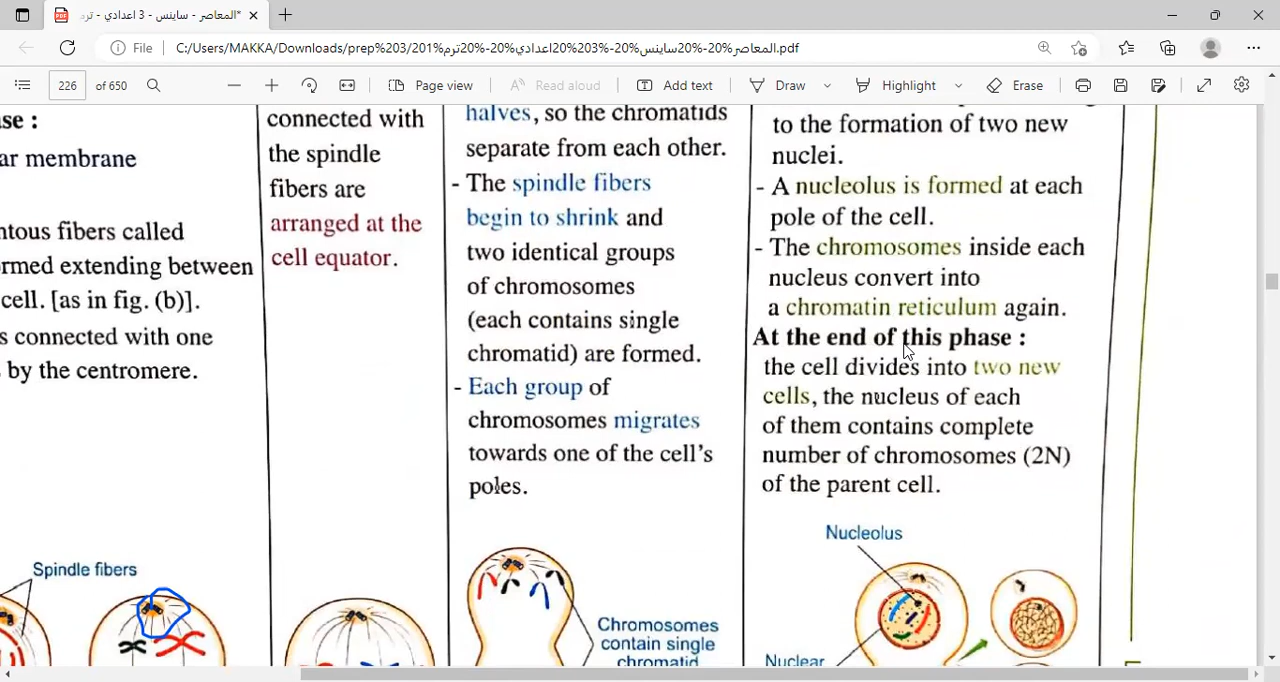 *المعاصر - ساينس - 3 اعدادي - تر
File
C:/Users/MAKKA/Downloads/prep%203/201%المعاصر%20-%20ساينس%20-%203%20اعدادي%20-%20ترم.pdf
226
of 650
Page view
Read aloud
Add text
Draw
Highlight
Erase
se :
ar membrane
ntous fibers called
rmed extending between
cell. [as in fig. (b)].
s connected with one
by the centromere.
Spindle fibers
connected with
the spindle
fibers are
arranged at the
cell equator.
halves, so the chromatids
separate from each other.
- The spindle fibers
begin to shrink and
two identical groups
of chromosomes
(each contains single
chromatid) are formed.
- Each group of
chromosomes migrates
towards one of the cell's
poles.
Chromosomes
contain single
chromatid
to the formation of two new
nuclei.
- A nucleolus is formed at each
pole of the cell.
- The chromosomes inside each
nucleus convert into
a chromatin reticulum again.
At the end of this phase :
the cell divides into two new
cells, the nucleus of each
of them contains complete
number of chromosomes (2N)
of the parent cell.
Nucleolus
Nuclear